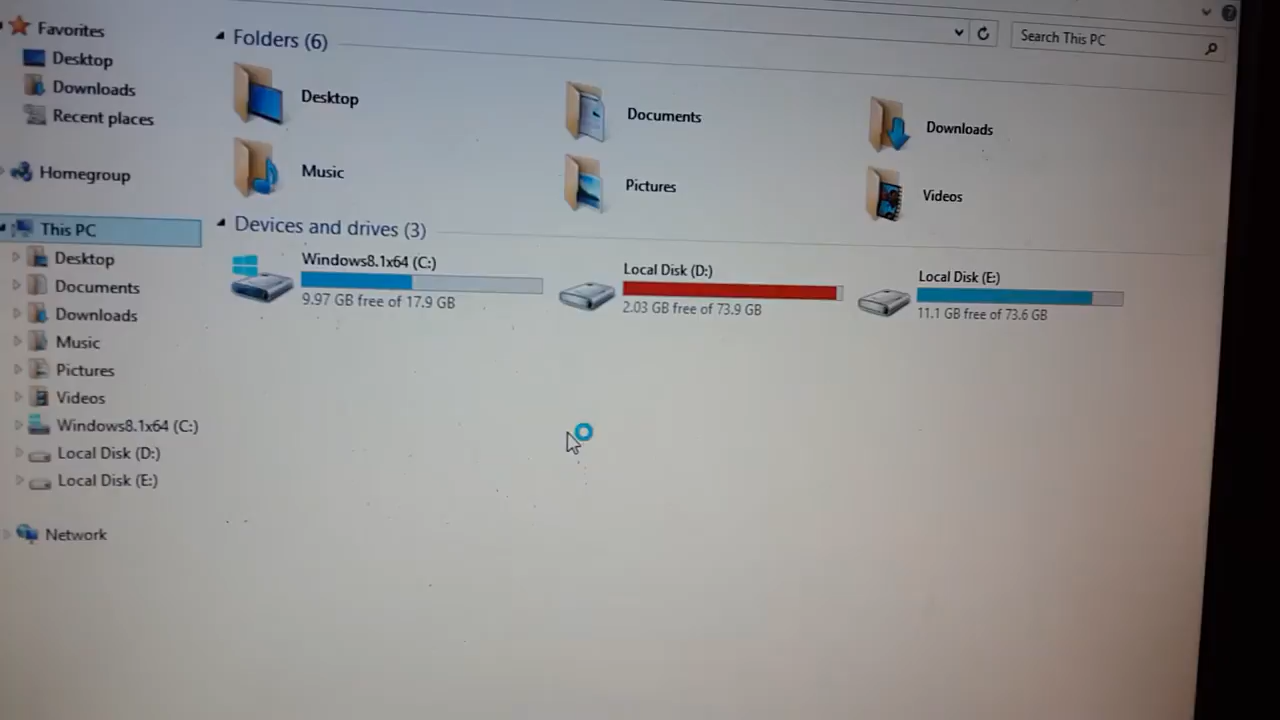 Favorites
Desktop
Downloads
Recent places
Homegroup
This PC
Desktop
Documents
Downloads
Music
Pictures
Videos
Windows8.1x64 (C:)
Local Disk (D:)
Local Disk (E:)
Network
Search This PC
Folders (6)
Desktop
Documents
Downloads
Music
Pictures
Videos
Devices and drives (3)
Windows8.1x64 (C:)
9.97 GB free of 17.9 GB
Local Disk (D:)
2.03 GB free of 73.9 GB
Local Disk (E:)
11.1 GB free of 73.6 GB